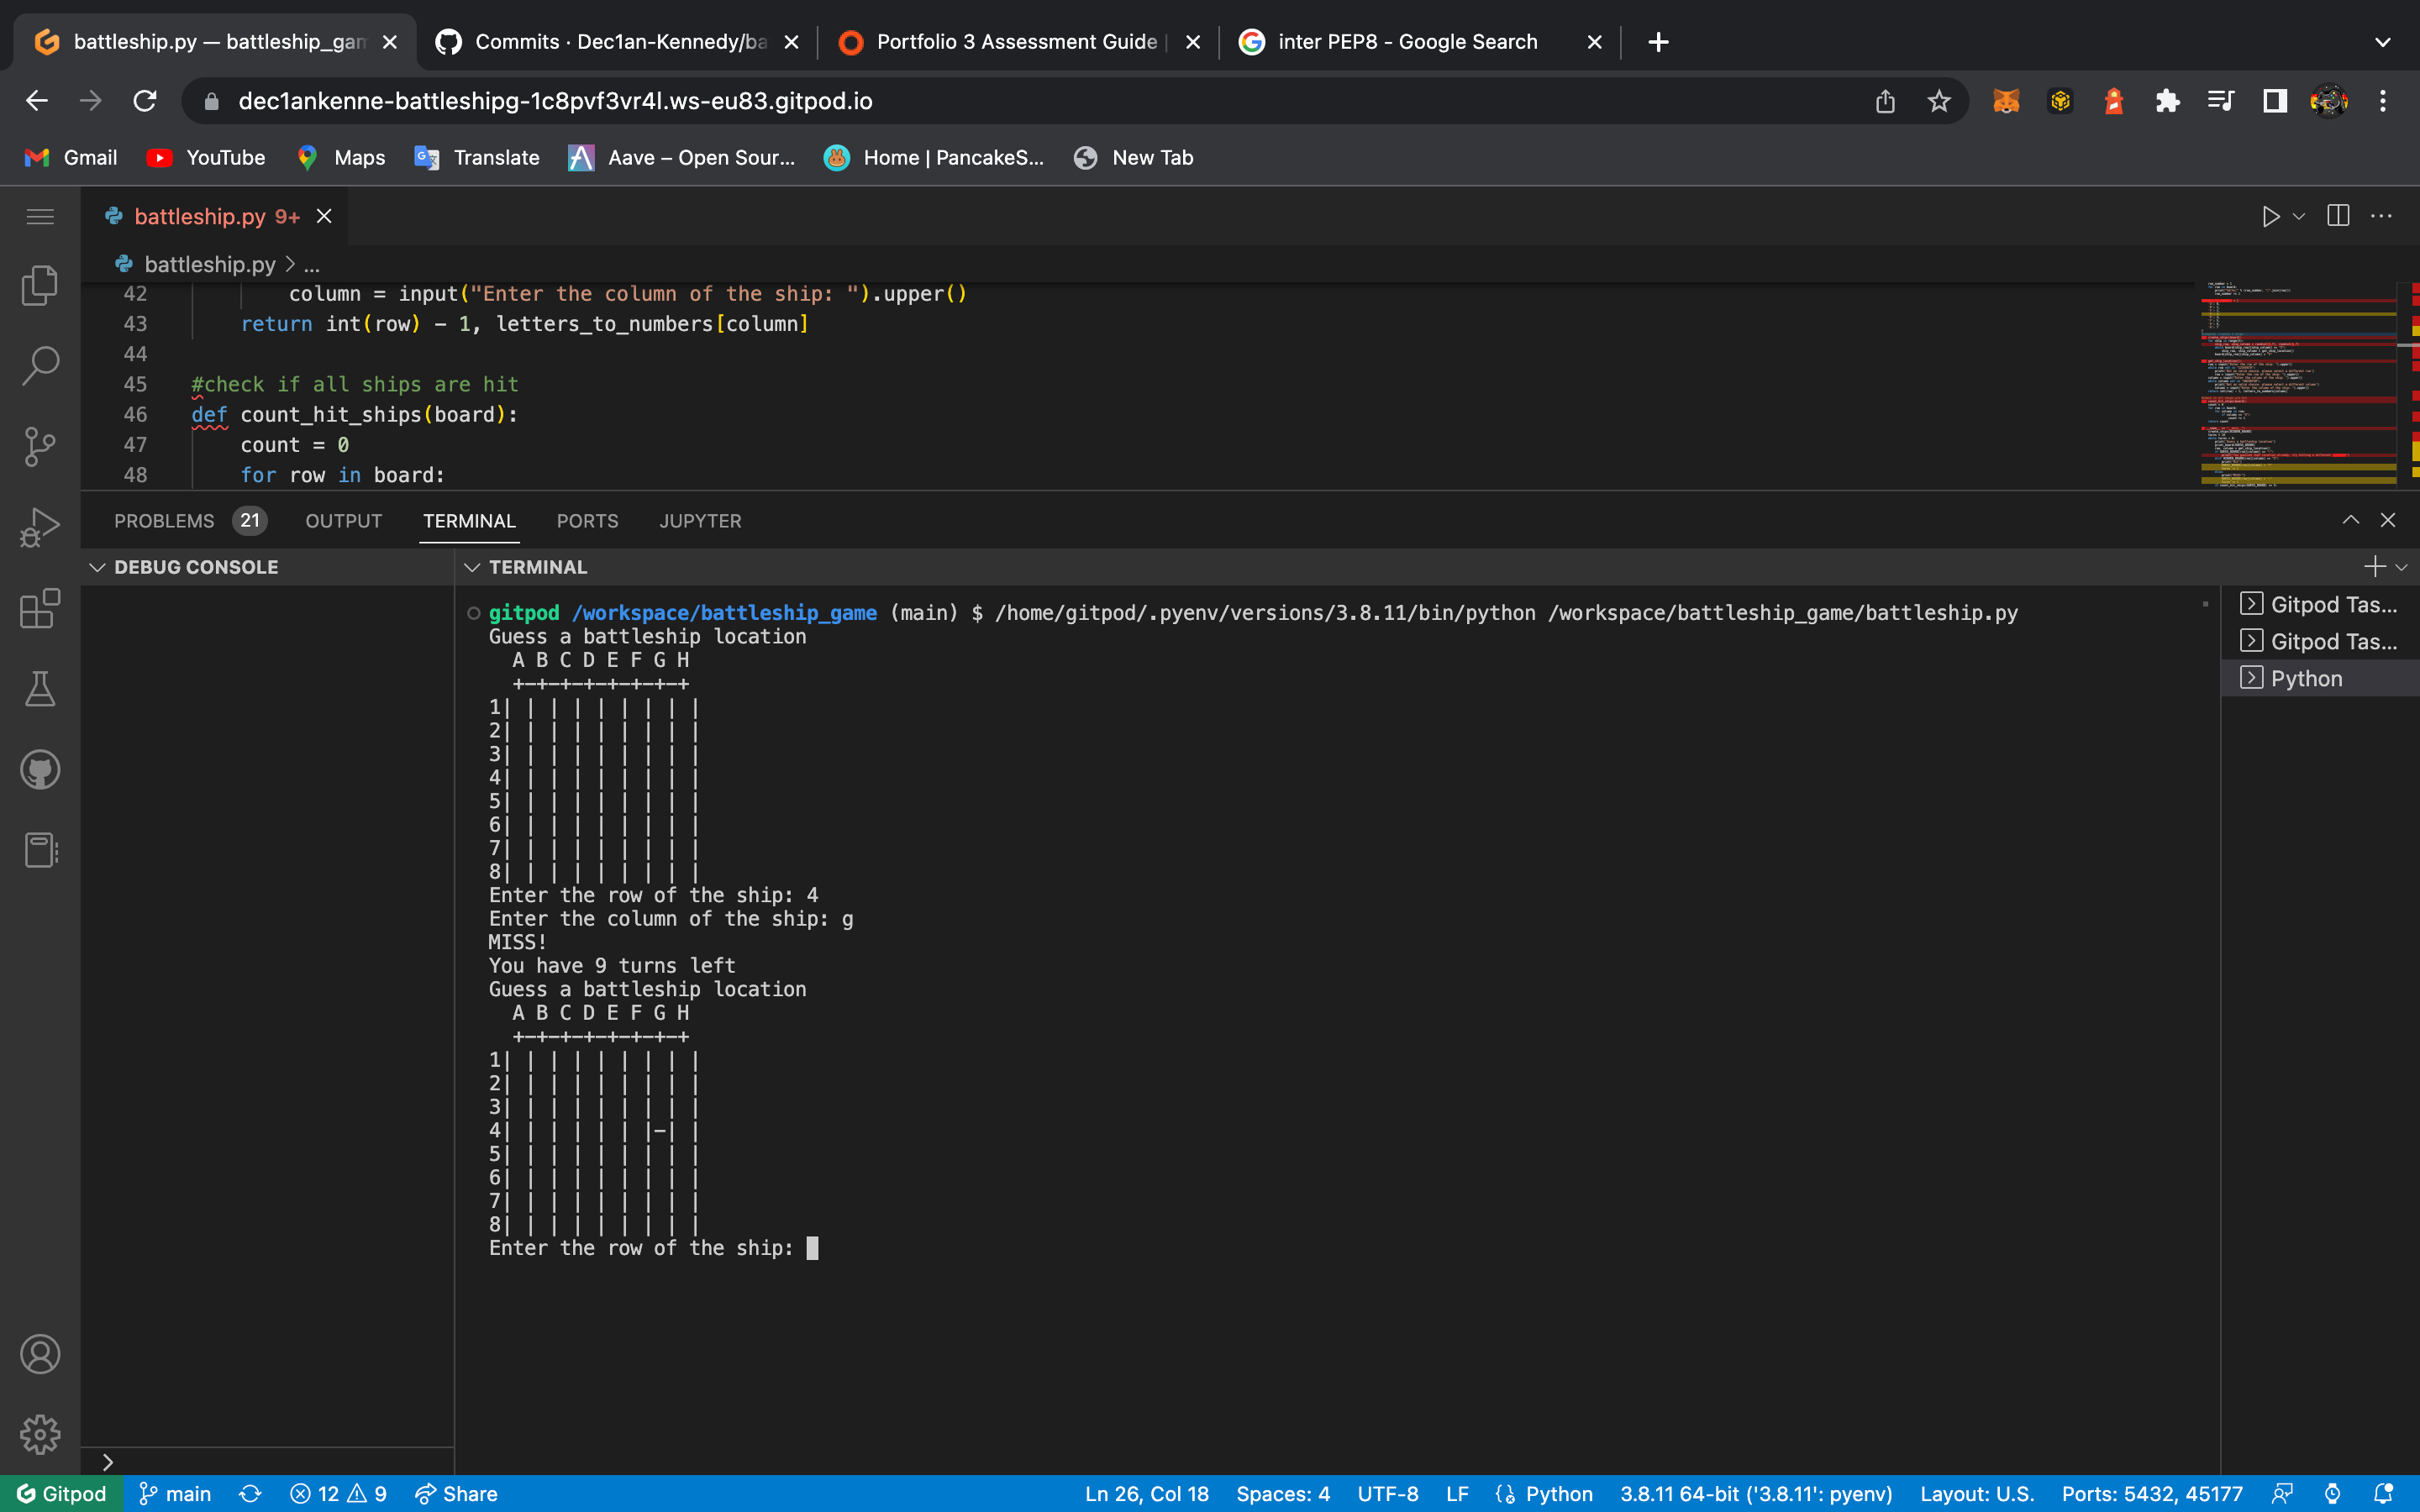 battleship.py — battleship_gam
Commits · Dec1an-Kennedy/ba
Portfolio 3 Assessment Guide |
inter PEP8 - Google Search
dec1ankenne-battleshipg-1c8pvf3vr4l.ws-eu83.gitpod.io
Gmail
YouTube
Maps
Translate
Aave – Open Sour...
Home | PancakeS...
New Tab
battleship.py 9+
battleship.py > ...
42 column = input("Enter the column of the ship: ").upper()
43 return int(row) - 1, letters_to_numbers[column]
44
45 #check if all ships are hit
46 def count_hit_ships(board):
47 count = 0
48 for row in board:
PROBLEMS 21 OUTPUT TERMINAL PORTS JUPYTER
DEBUG CONSOLE
TERMINAL
gitpod /workspace/battleship_game (main) $ /home/gitpod/.pyenv/versions/3.8.11/bin/python /workspace/battleship_game/battleship.py
Guess a battleship location
A B C D E F G H
+-+-+-+-+-+-+-+
1| | | | | | | | |
2| | | | | | | | |
3| | | | | | | | |
4| | | | | | | | |
5| | | | | | | | |
6| | | | | | | | |
7| | | | | | | | |
8| | | | | | | | |
Enter the row of the ship: 4
Enter the column of the ship: g
MISS!
You have 9 turns left
Guess a battleship location
A B C D E F G H
+-+-+-+-+-+-+-+
1| | | | | | | | |
2| | | | | | | | |
3| | | | | | | | |
4| | | | | | |-| |
5| | | | | | | | |
6| | | | | | | | |
7| | | | | | | | |
8| | | | | | | | |
Enter the row of the ship:
Gitpod Tas...
Gitpod Tas...
Python
Gitpod main 12 9 Share Ln 26, Col 18 Spaces: 4 UTF-8 LF Python 3.8.11 64-bit ('3.8.11': pyenv) Layout: U.S. Ports: 5432, 45177